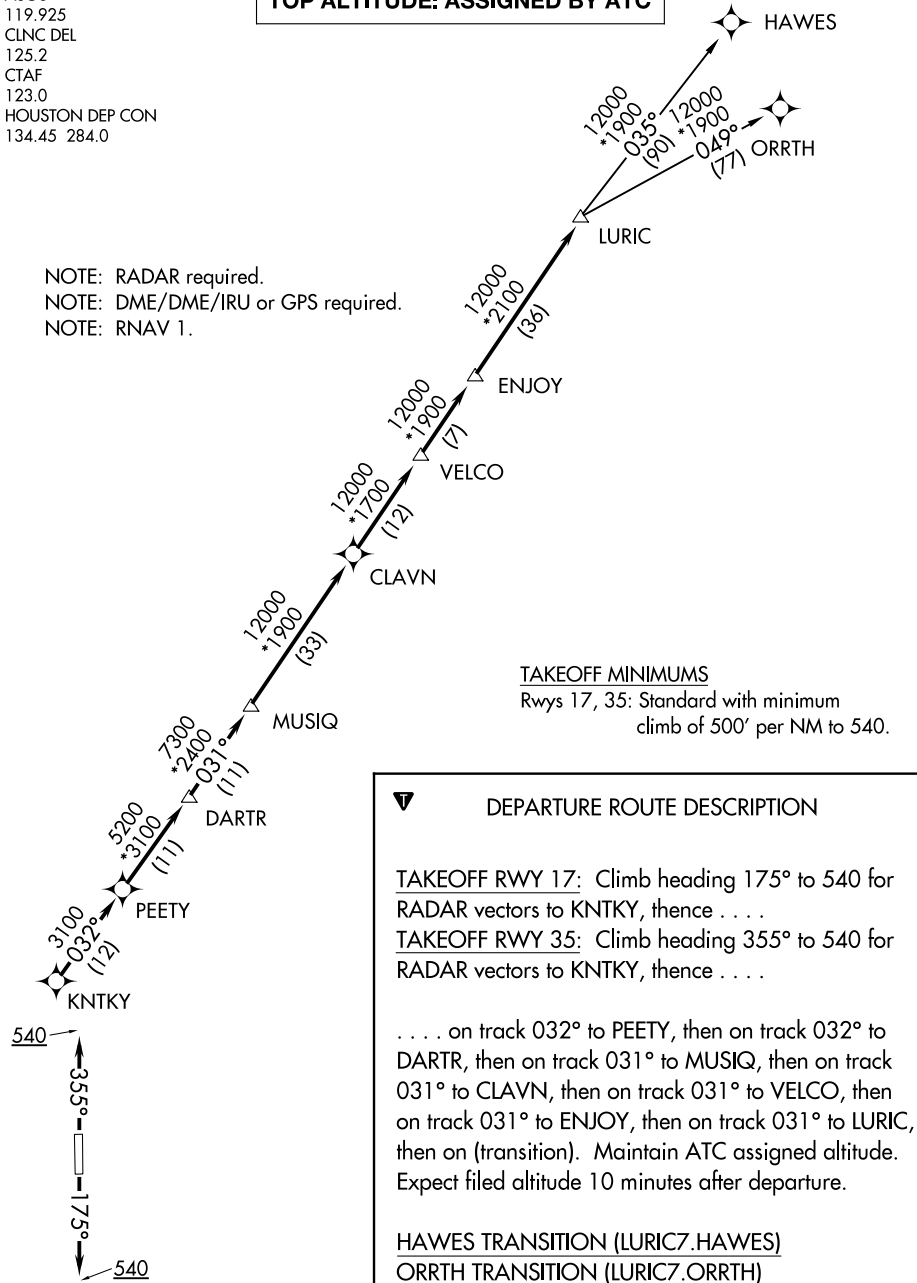 119.925
CLNC DEL
125.2
CTAF
123.0
HOUSTON DEP CON
134.45 284.0
TOP ALTITUDE: ASSIGNED BY ATC
HAWES
12000
*1900
035°
(90)
12000
*1900
049°
(77)
ORRTH
LURIC
NOTE: RADAR required.
NOTE: DME/DME/IRU or GPS required.
NOTE: RNAV 1.
12000
*2100
(36)
ENJOY
12000
*1900
(7)
VELCO
12000
*1700
(12)
CLAVN
12000
*1900
(33)
MUSIQ
TAKEOFF MINIMUMS
Rwys 17, 35: Standard with minimum
climb of 500' per NM to 540.
7300
*2400
031°
(11)
DARTR
5200
*3100
(11)
PEETY
3100
032°
(12)
KNTKY
540
355°
175°
540
T
DEPARTURE ROUTE DESCRIPTION
TAKEOFF RWY 17: Climb heading 175° to 540 for
RADAR vectors to KNTKY, thence . . . .
TAKEOFF RWY 35: Climb heading 355° to 540 for
RADAR vectors to KNTKY, thence . . . .
. . . . on track 032° to PEETY, then on track 032° to
DARTR, then on track 031° to MUSIQ, then on track
031° to CLAVN, then on track 031° to VELCO, then
on track 031° to ENJOY, then on track 031° to LURIC,
then on (transition). Maintain ATC assigned altitude.
Expect filed altitude 10 minutes after departure.
HAWES TRANSITION (LURIC7.HAWES)
ORRTH TRANSITION (LURIC7.ORRTH)